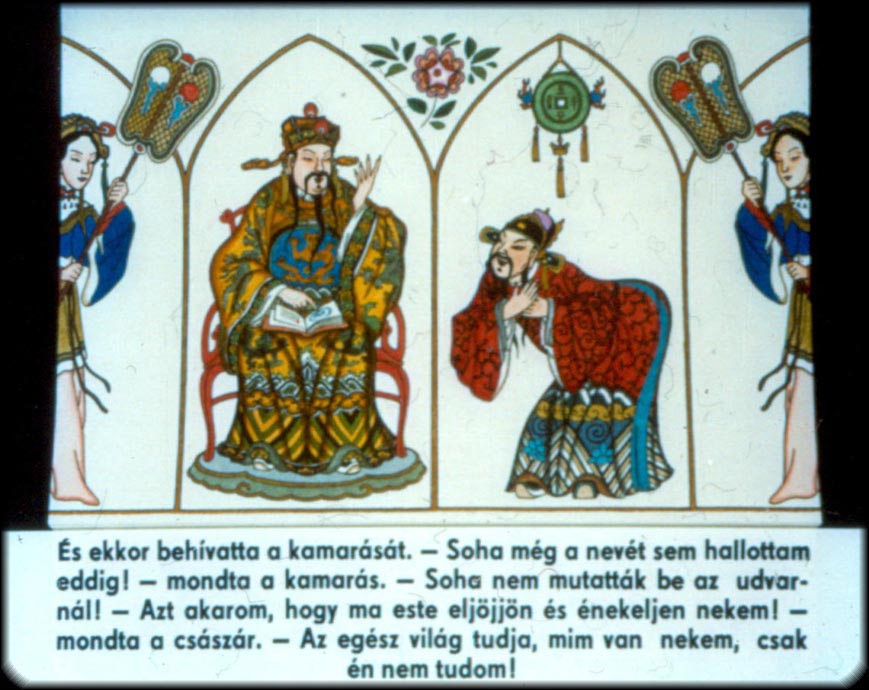 És ekkor behívatta a kamarását. – Soha még a nevét sem hallottam
eddig! – mondta a kamarás. – Soha nem mutatták be az udvar-
nál! – Azt akarom, hogy ma este eljöjjön és énekeljen nekem! –
mondta a császár. – Az egész világ tudja, mim van nekem, csak
én nem tudom!